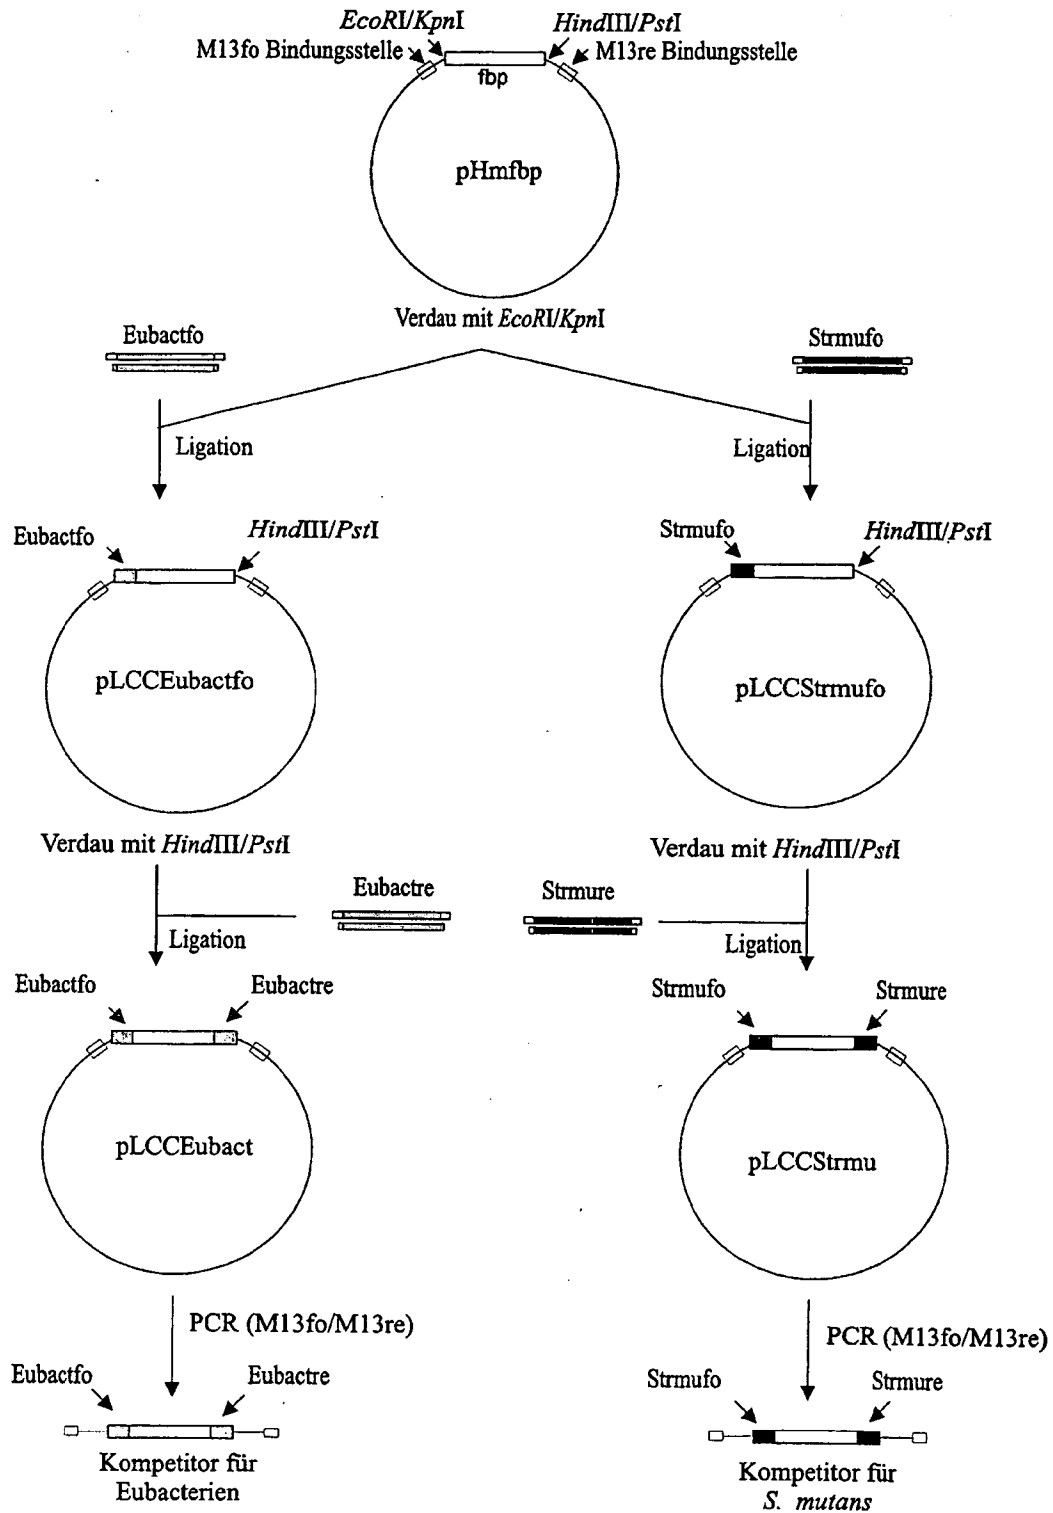 EcoRI/KpnI
HindIII/PstI
M13fo Bindungsstelle
M13re Bindungsstelle
fbp
pHmfbp
Verdau mit EcoRI/KpnI
Eubactfo
Strmufo
Ligation
Ligation
Eubactfo
HindIII/PstI
Strmufo
HindIII/PstI
pLCCEubactfo
pLCCStrmufo
Verdau mit HindIII/PstI
Verdau mit HindIII/PstI
Eubactre
Strmure
Ligation
Ligation
Eubactfo
Eubactre
Strmufo
Strmure
pLCCEubact
pLCCStrmu
PCR (M13fo/M13re)
PCR (M13fo/M13re)
Eubactfo
Eubactre
Strmufo
Strmure
Kompetitor für
Eubacterien
Kompetitor für
S. mutans